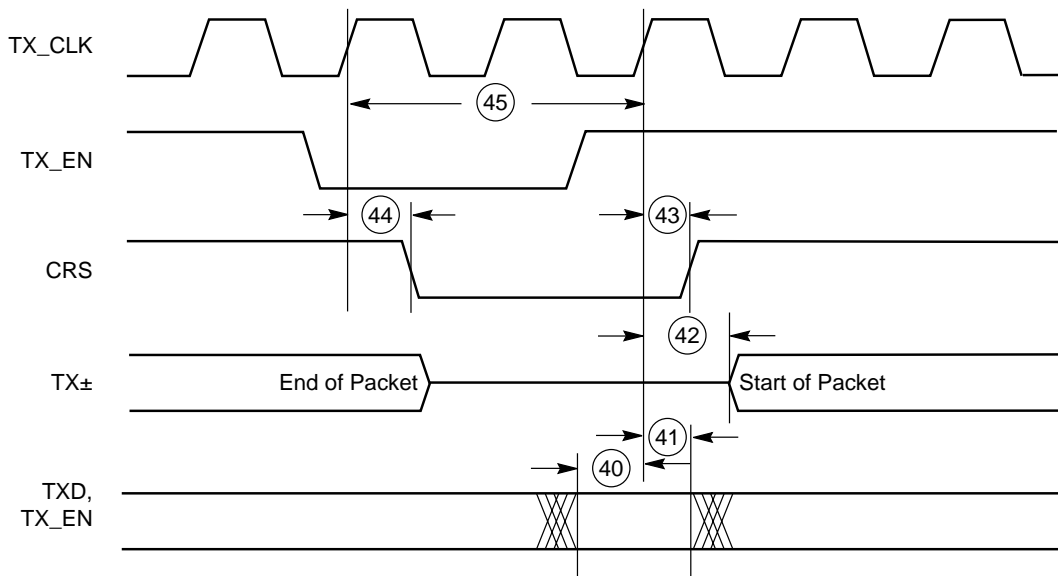 TX_CLK
45
TX_EN
44
43
CRS
42
TX±
End of Packet
Start of Packet
41
40
TXD,
TX_EN